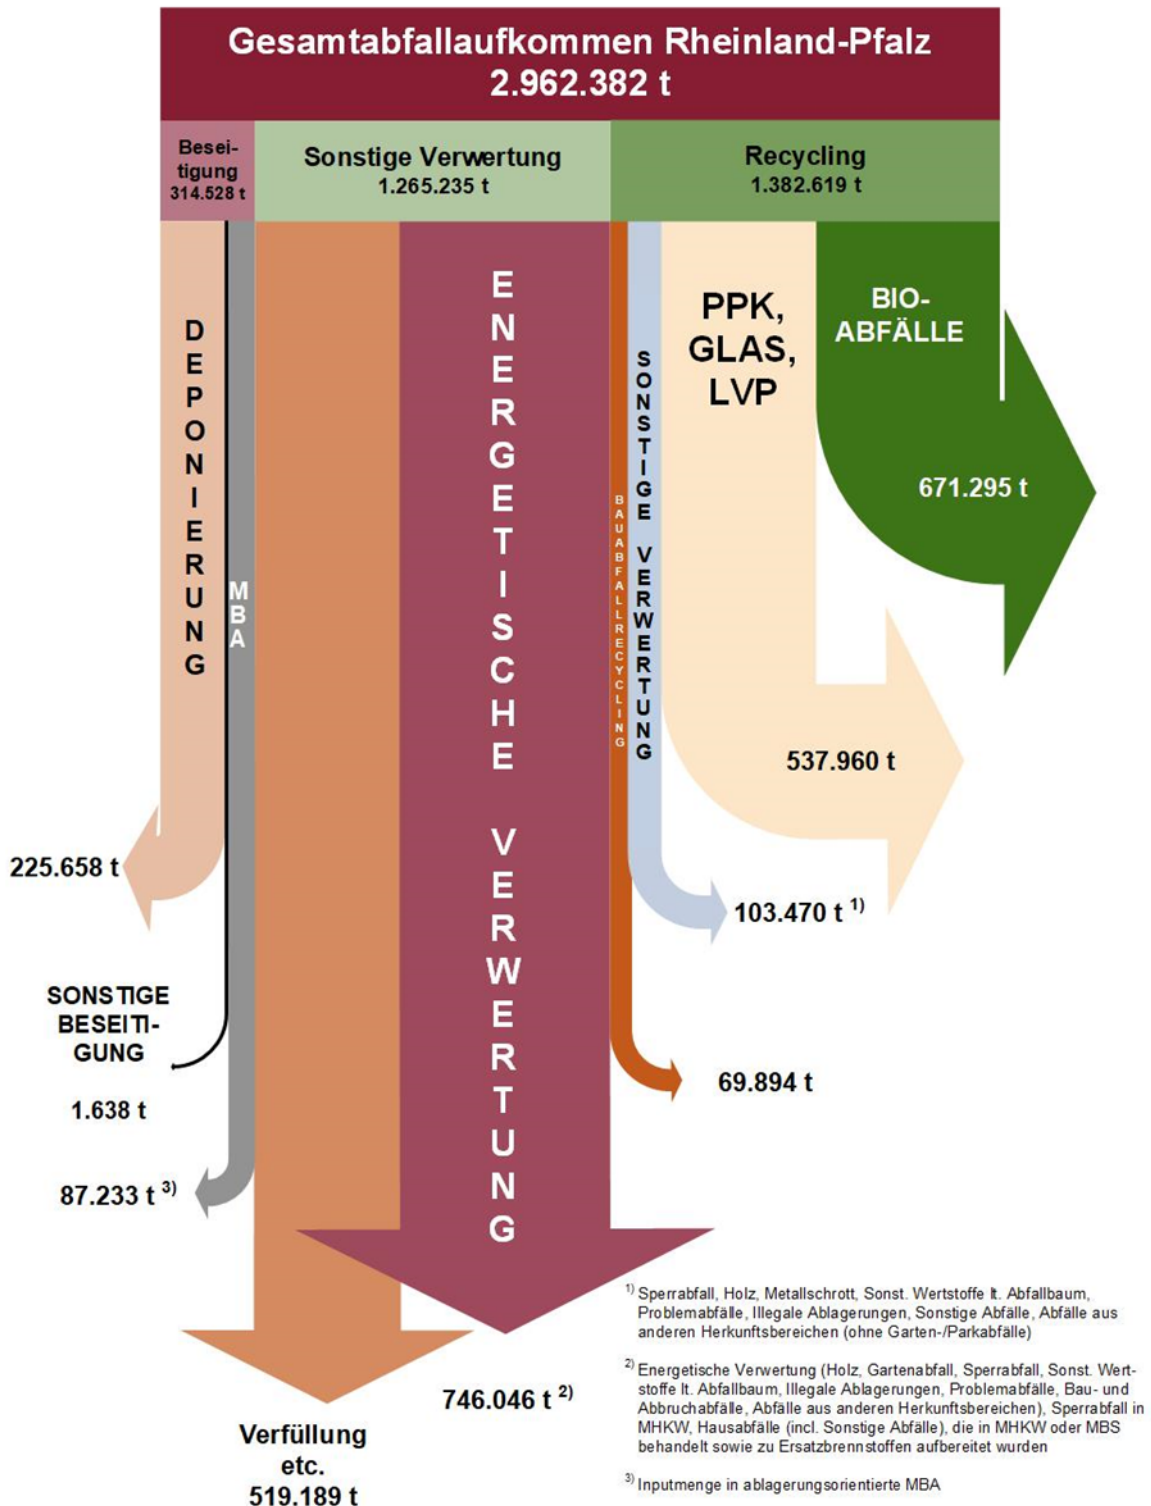 Gesamtabfallaufkommen Rheinland-Pfalz
2.962.382 t
Besei-
tigung
314.528 t
Sonstige Verwertung
1.265.235 t
Recycling
1.382.619 t
DEPONIERUNG
225.658 t
SONSTIGE
BESEITI-
GUNG
1.638 t
MBA
87.233 t 3)
Verfüllung
etc.
519.189 t
ENERGETISCHE VERWERTUNG
746.046 t 2)
BAUABFALLRECYCLING
69.894 t
SONSTIGE VERWERTUNG
103.470 t 1)
PPK,
GLAS,
LVP
537.960 t
BIO-
ABFÄLLE
671.295 t
1) Sperrabfall, Holz, Metallschrott, Sonst. Wertstoffe lt. Abfallbaum,
Problemabfälle, Illegale Ablagerungen, Sonstige Abfälle, Abfälle aus
anderen Herkunftsbereichen (ohne Garten-/Parkabfälle)
2) Energetische Verwertung (Holz, Gartenabfall, Sperrabfall, Sonst. Wert-
stoffe lt. Abfallbaum, Illegale Ablagerungen, Problemabfälle, Bau- und
Abbruchabfälle, Abfälle aus anderen Herkunftsbereichen), Sperrabfall in
MHKW, Hausabfälle (incl. Sonstige Abfälle), die in MHKW oder MBS
behandelt sowie zu Ersatzbrennstoffen aufbereitet wurden
3) Inputmenge in ablagerungsorientierte MBA